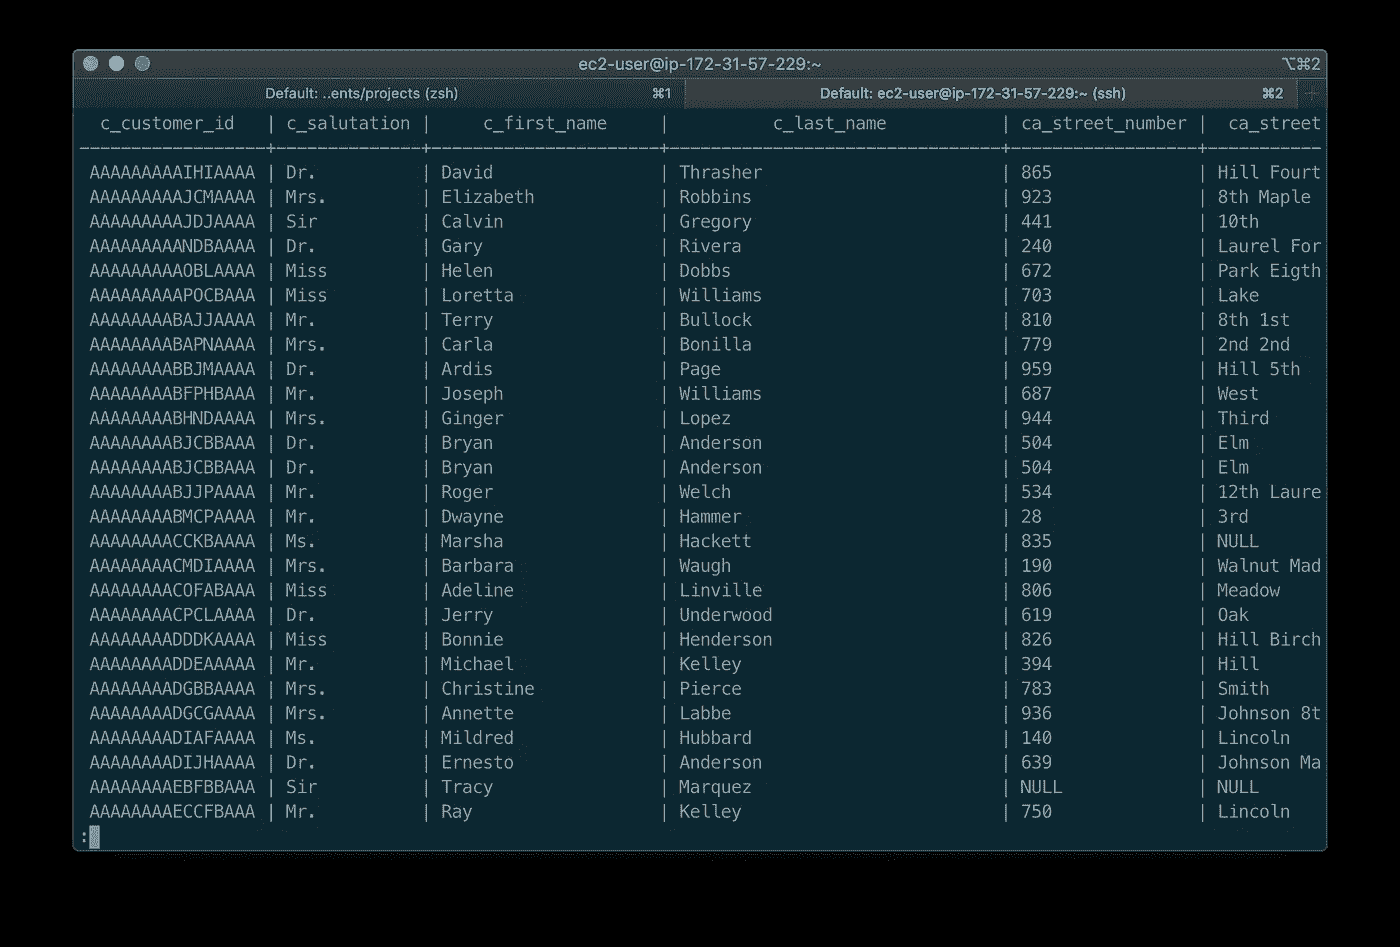 ec2-user@ip-172-31-57-229:~ ⌥⌘2
Default: ..ents/projects (zsh) ⌘1 Default: ec2-user@ip-172-31-57-229:~ (ssh) ⌘2 +
c_customer_id | c_salutation | c_first_name | c_last_name | ca_street_number | ca_street
------------------+--------------+----------------------+--------------------------------+------------------+-----------
AAAAAAAAAIHIAAAA | Dr. | David | Thrasher | 865 | Hill Fourt
AAAAAAAAAJCMAAAA | Mrs. | Elizabeth | Robbins | 923 | 8th Maple
AAAAAAAAAJDJAAAA | Sir | Calvin | Gregory | 441 | 10th
AAAAAAAAANDBAAAA | Dr. | Gary | Rivera | 240 | Laurel For
AAAAAAAAAOBLAAAA | Miss | Helen | Dobbs | 672 | Park Eigth
AAAAAAAAAPOCBAAA | Miss | Loretta | Williams | 703 | Lake
AAAAAAAABAJJAAAA | Mr. | Terry | Bullock | 810 | 8th 1st
AAAAAAAABAPNAAAA | Mrs. | Carla | Bonilla | 779 | 2nd 2nd
AAAAAAAABBJMAAAA | Dr. | Ardis | Page | 959 | Hill 5th
AAAAAAAABFPHBAAA | Mr. | Joseph | Williams | 687 | West
AAAAAAAABHNDAAAA | Mrs. | Ginger | Lopez | 944 | Third
AAAAAAAABJCBBAAA | Dr. | Bryan | Anderson | 504 | Elm
AAAAAAAABJCBBAAA | Dr. | Bryan | Anderson | 504 | Elm
AAAAAAAABJJPAAAA | Mr. | Roger | Welch | 534 | 12th Laure
AAAAAAAABMCPAAAA | Mr. | Dwayne | Hammer | 28 | 3rd
AAAAAAAACCKBAAAA | Ms. | Marsha | Hackett | 835 | NULL
AAAAAAAACMDIAAAA | Mrs. | Barbara | Waugh | 190 | Walnut Mad
AAAAAAAACOFABAAA | Miss | Adeline | Linville | 806 | Meadow
AAAAAAAACPCLAAAA | Dr. | Jerry | Underwood | 619 | Oak
AAAAAAAADDDKAAAA | Miss | Bonnie | Henderson | 826 | Hill Birch
AAAAAAAADDEAAAAA | Mr. | Michael | Kelley | 394 | Hill
AAAAAAAADGBBAAAA | Mrs. | Christine | Pierce | 783 | Smith
AAAAAAAADGCGAAAA | Mrs. | Annette | Labbe | 936 | Johnson 8t
AAAAAAAADIAFAAAA | Ms. | Mildred | Hubbard | 140 | Lincoln
AAAAAAAADIJHAAAA | Dr. | Ernesto | Anderson | 639 | Johnson Ma
AAAAAAAAEBFBBAAA | Sir | Tracy | Marquez | NULL | NULL
AAAAAAAAECCFBAAA | Mr. | Ray | Kelley | 750 | Lincoln
: